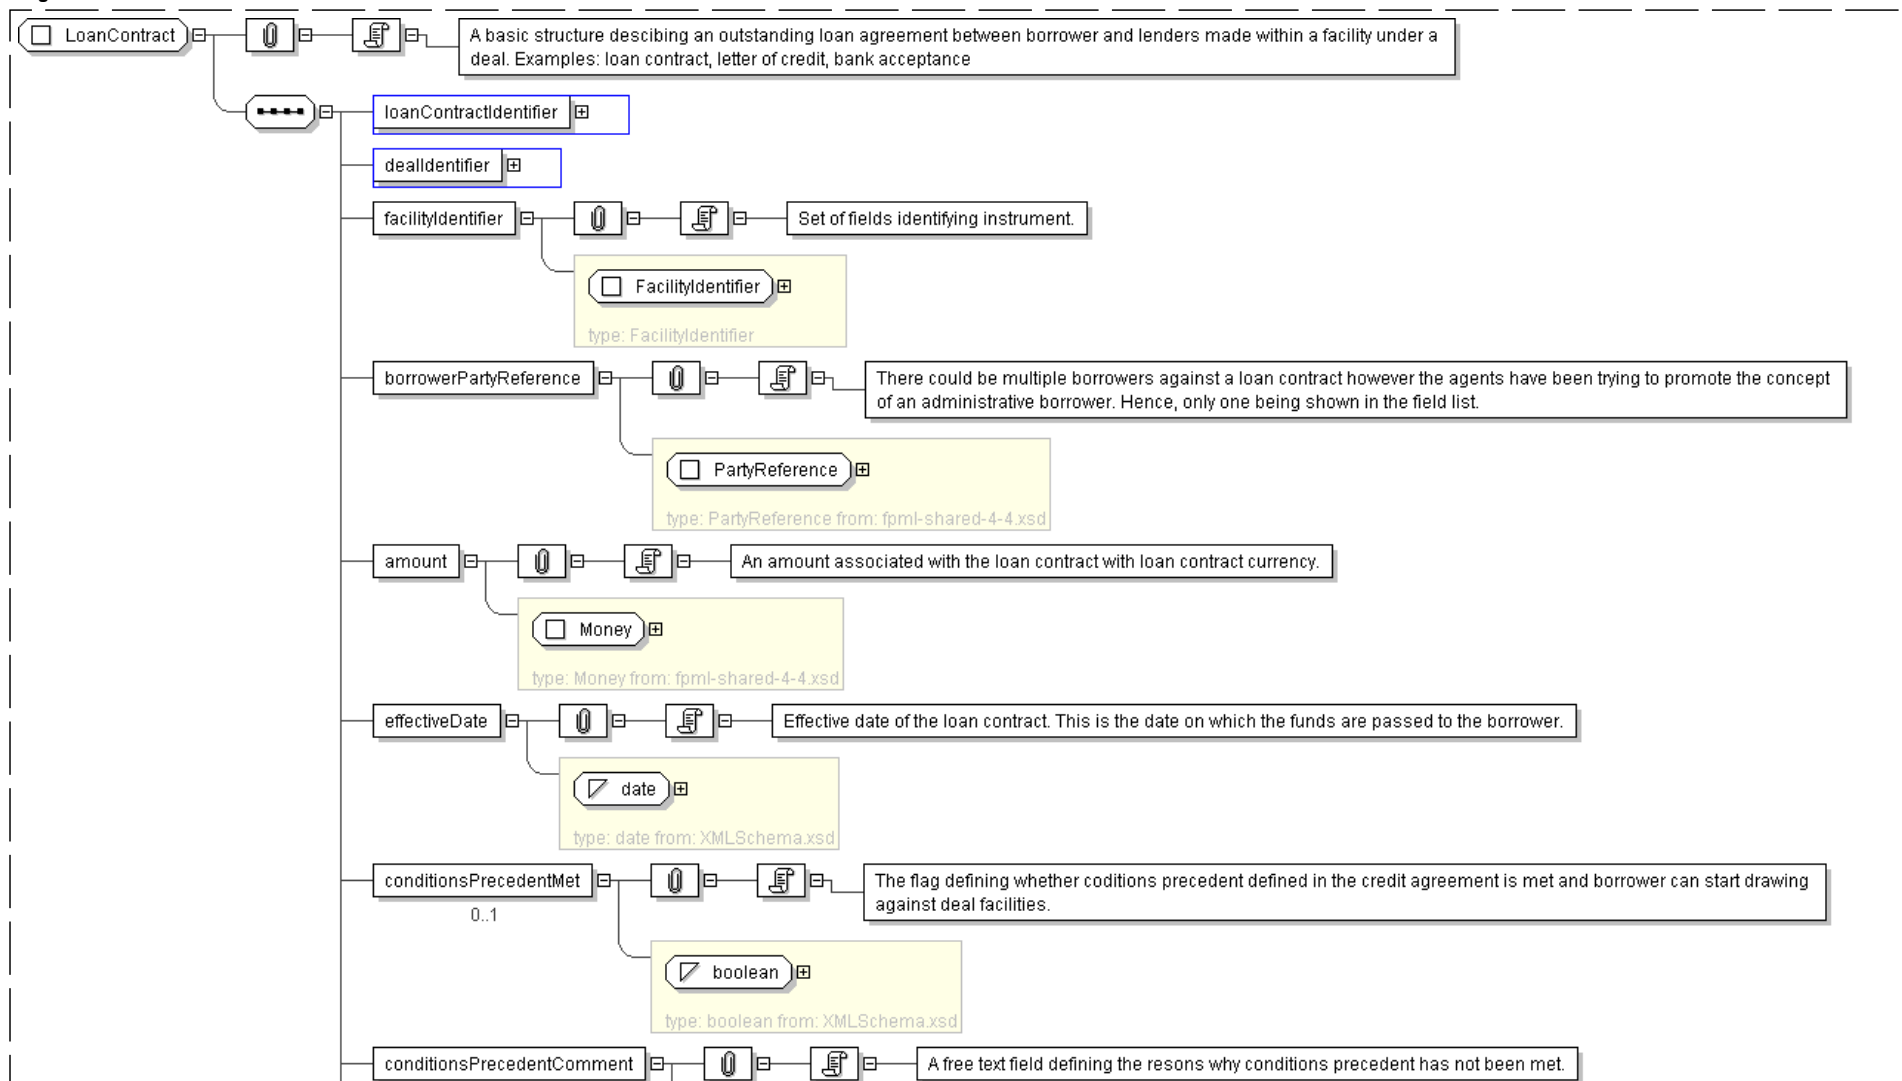 LoanContract
A basic structure descibing an outstanding loan agreement between borrower and lenders made within a facility under a
deal. Examples: loan contract, letter of credit, bank acceptance
loanContractIdentifier
dealIdentifier
facilityIdentifier
Set of fields identifying instrument.
FacilityIdentifier
type: FacilityIdentifier
borrowerPartyReference
There could be multiple borrowers against a loan contract however the agents have been trying to promote the concept
of an administrative borrower. Hence, only one being shown in the field list.
PartyReference
type: PartyReference from: fpml-shared-4-4.xsd
amount
An amount associated with the loan contract with loan contract currency.
Money
type: Money from: fpml-shared-4-4.xsd
effectiveDate
Effective date of the loan contract. This is the date on which the funds are passed to the borrower.
date
type: date from: XMLSchema.xsd
conditionsPrecedentMet
The flag defining whether coditions precedent defined in the credit agreement is met and borrower can start drawing
against deal facilities.
0..1
boolean
type: boolean from: XMLSchema.xsd
conditionsPrecedentComment
A free text field defining the resons why conditions precedent has not been met.